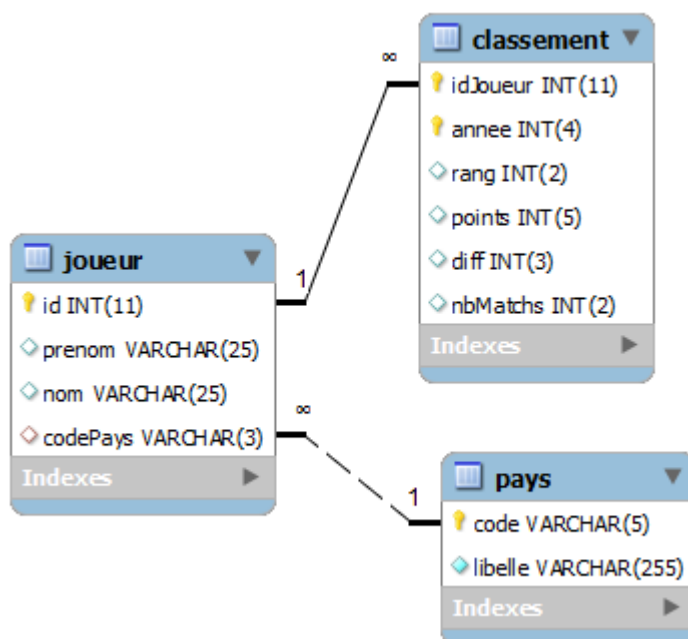 classement
∞
idJoueur INT(11)
annee INT(4)
rang INT(2)
points INT(5)
diff INT(3)
nbMatchs INT(2)
Indexes
joueur
1
id INT(11)
prenom VARCHAR(25)
nom VARCHAR(25)
codePays VARCHAR(3)
∞
Indexes
pays
1
code VARCHAR(5)
libelle VARCHAR(255)
Indexes